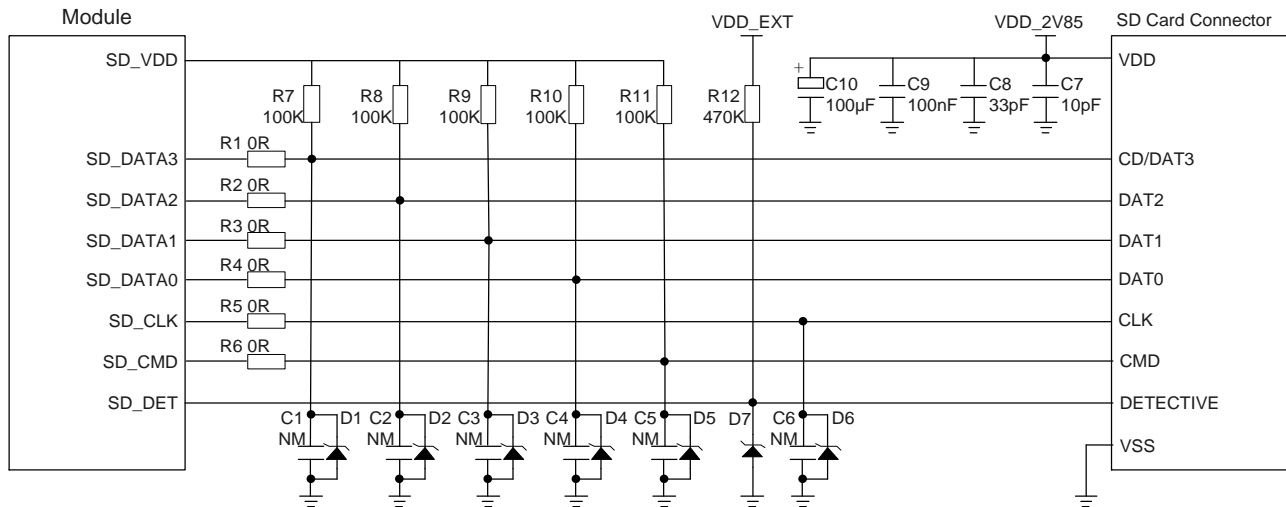 Module
VDD_EXT
VDD_2V85
SD Card Connector
SD_VDD
VDD
R7
100K
R8
100K
R9
100K
R10
100K
R11
100K
R12
470K
+
C10
100µF
C9
100nF
C8
33pF
C7
10pF
SD_DATA3
R1 0R
CD/DAT3
SD_DATA2
R2 0R
DAT2
SD_DATA1
R3 0R
DAT1
SD_DATA0
R4 0R
DAT0
SD_CLK
R5 0R
CLK
SD_CMD
R6 0R
CMD
SD_DET
DETECTIVE
C1
NM
D1
C2
NM
D2
C3
NM
D3
C4
NM
D4
C5
NM
D5
D7
C6
NM
D6
VSS